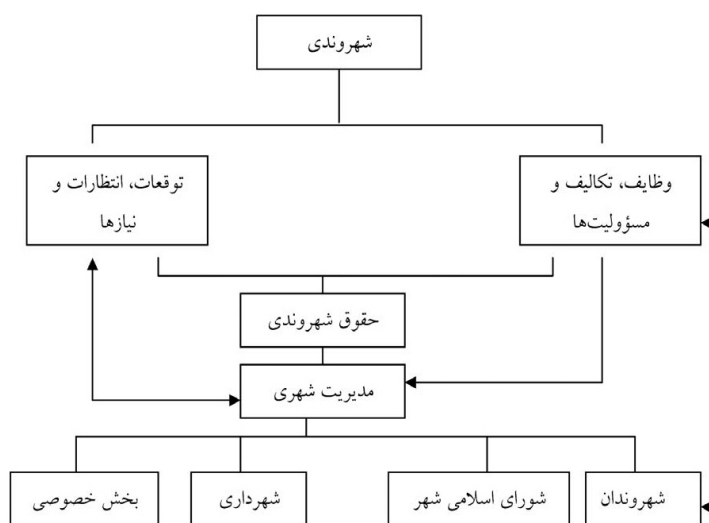 شهروندی
وظایف، تکالیف و
مسؤولیت‌ها
توقعات، انتظارات و
نیازها
حقوق شهروندی
مدیریت شهری
شهروندان
شورای اسلامی شهر
شهرداری
بخش خصوصی